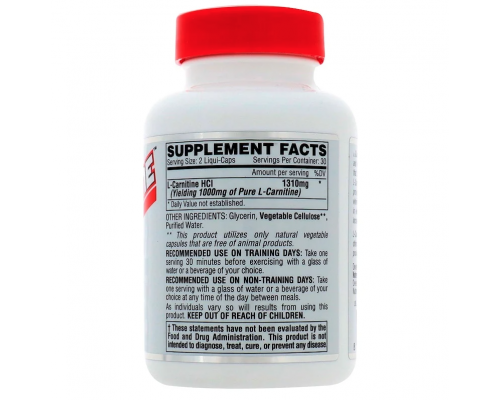 SUPPLEMENT FACTS
Serving Size: 2 Liqui-Caps Servings Per Container: 30
Amount per serving %DV
L-Carnitine HCl 1310mg *
(Yielding 1000mg of Pure L-Carnitine)
* Daily Value not established.
OTHER INGREDIENTS: Glycerin, Vegetable Cellulose**,
Purified Water.
** This product utilizes only natural vegetable
capsules that are free of animal products.
RECOMMENDED USE ON TRAINING DAYS: Take one
serving 30 minutes before exercising with a glass of
water or a beverage of your choice.
RECOMMENDED USE ON NON-TRAINING DAYS: Take
one serving with a glass of water or a beverage of your
choice at any time of the day between meals.
As individuals vary so will results from using this
product. KEEP OUT OF REACH OF CHILDREN.
† These statements have not been evaluated by the
Food and Drug Administration. This product is not
intended to diagnose, treat, cure, or prevent any disease